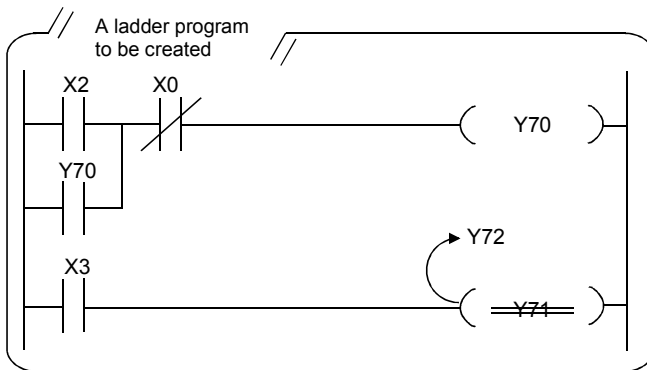 A ladder program
to be created
X2 X0
Y70
Y70
Y72
X3
Y71